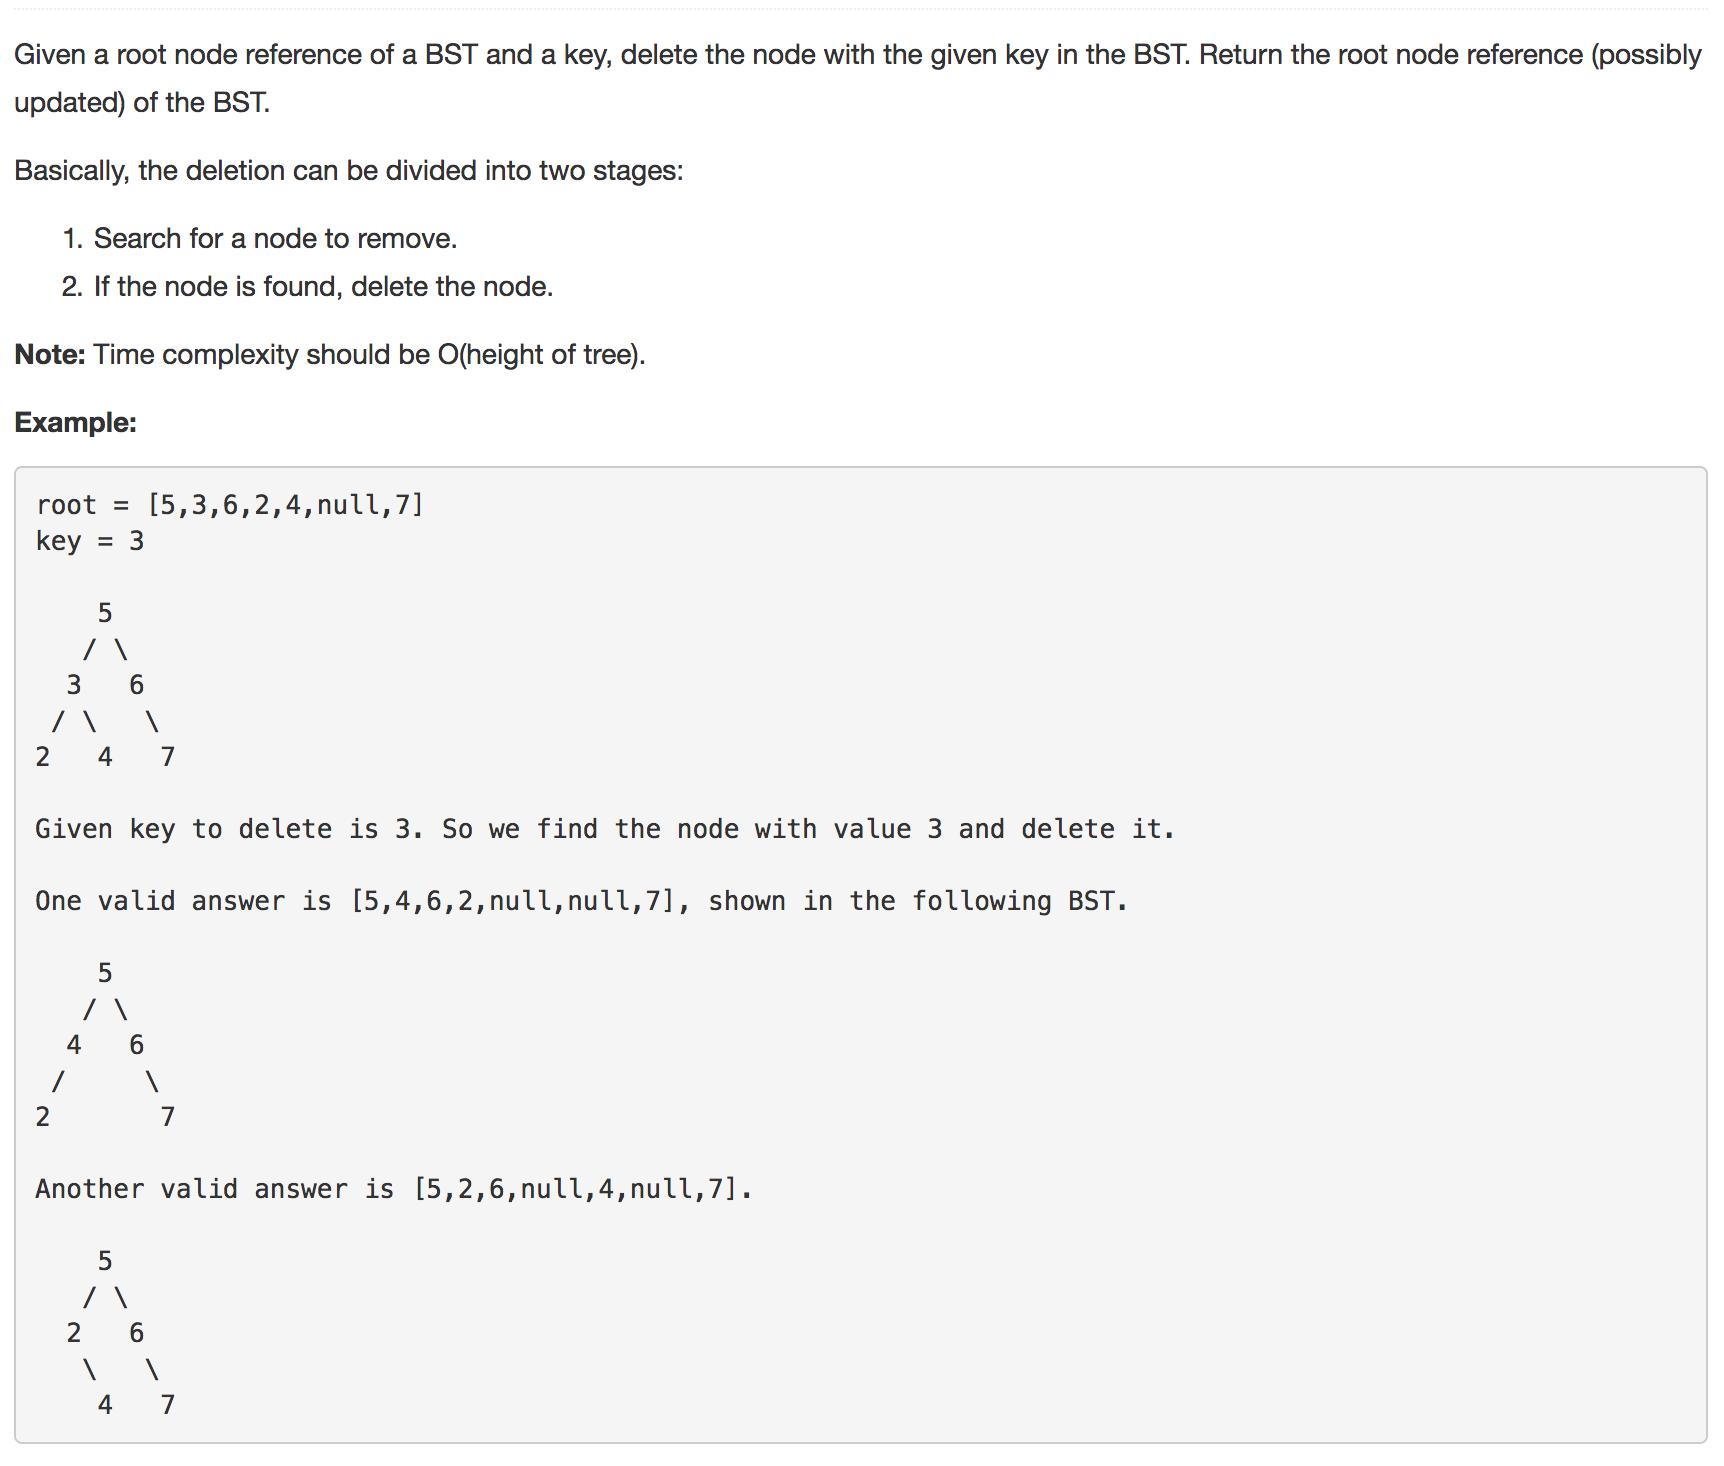 Given a root node reference of a BST and a key, delete the node with the given key in the BST. Return the root node reference (possibly
updated) of the BST.
Basically, the deletion can be divided into two stages:
1. Search for a node to remove.
2. If the node is found, delete the node.
Note: Time complexity should be O(height of tree).
Example:
root = [5,3,6,2,4,null,7]
key = 3
    5
   / \
  3   6
 / \   \
2   4   7
Given key to delete is 3. So we find the node with value 3 and delete it.
One valid answer is [5,4,6,2,null,null,7], shown in the following BST.
    5
   / \
  4   6
 /     \
2       7
Another valid answer is [5,2,6,null,4,null,7].
    5
   / \
  2   6
   \   \
    4   7